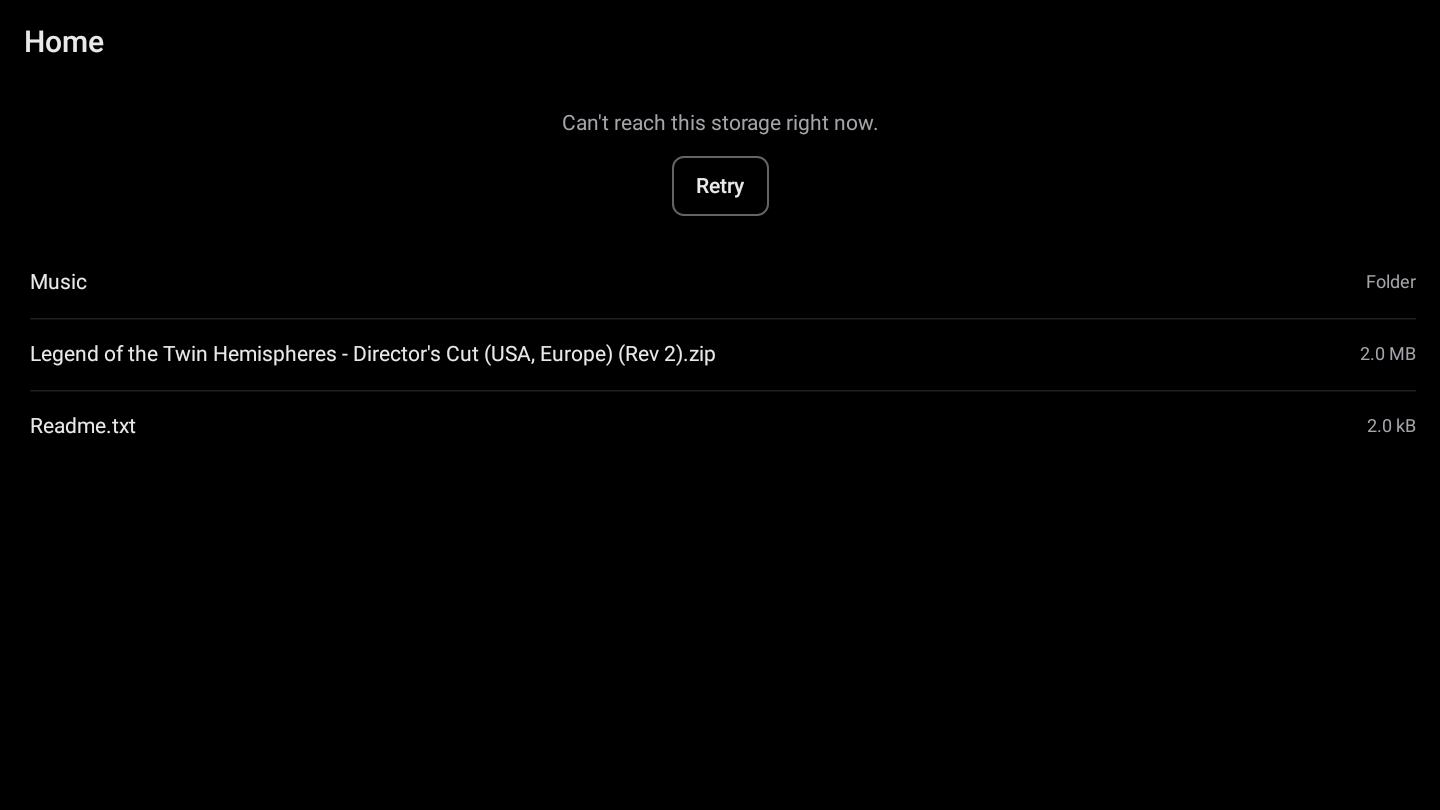 Home
Can't reach this storage right now.
Retry
Music Folder
Legend of the Twin Hemispheres - Director's Cut (USA, Europe) (Rev 2).zip 2.0 MB
Readme.txt 2.0 kB